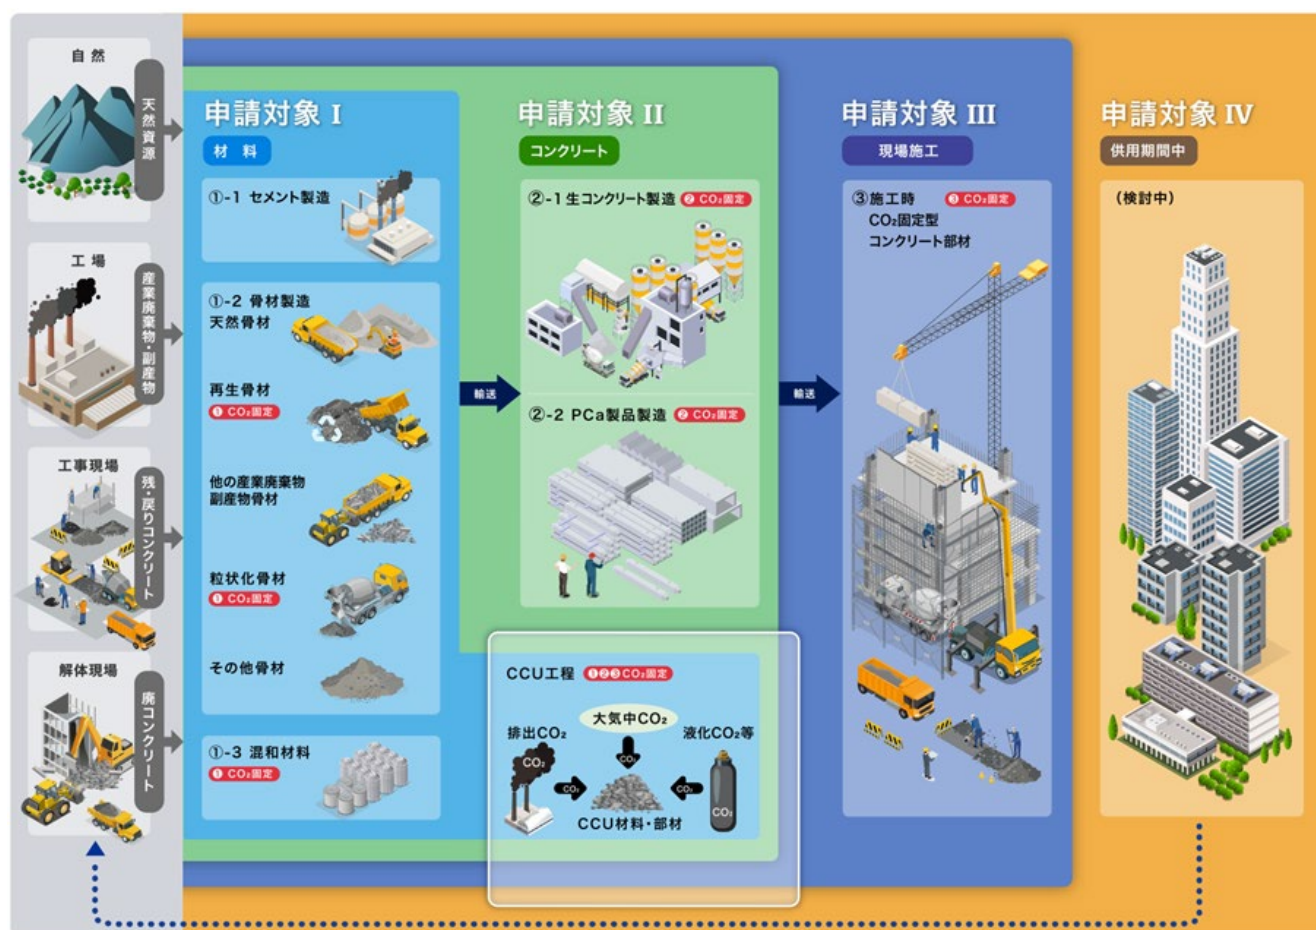 自然
天然資源
工場
産業廃棄物・副産物
工事現場
残・戻りコンクリート
解体現場
廃コンクリート
申請対象 I
材料
①-1 セメント製造
①-2 骨材製造
天然骨材
再生骨材
❶ CO₂固定
他の産業廃棄物
副産物骨材
粒状化骨材
❶ CO₂固定
その他骨材
①-3 混和材料
❶ CO₂固定
輸送
申請対象 II
コンクリート
②-1 生コンクリート製造 ❷ CO₂固定
②-2 PCa製品製造 ❷ CO₂固定
CCU工程 ❶❷❸ CO₂固定
大気中CO₂
排出CO₂
液化CO₂等
CO₂
CO₂
CO₂
CO₂
CO₂
CCU材料・部材
輸送
申請対象 III
現場施工
③施工時 ❸ CO₂固定
CO₂固定型
コンクリート部材
申請対象 IV
供用期間中
(検討中)